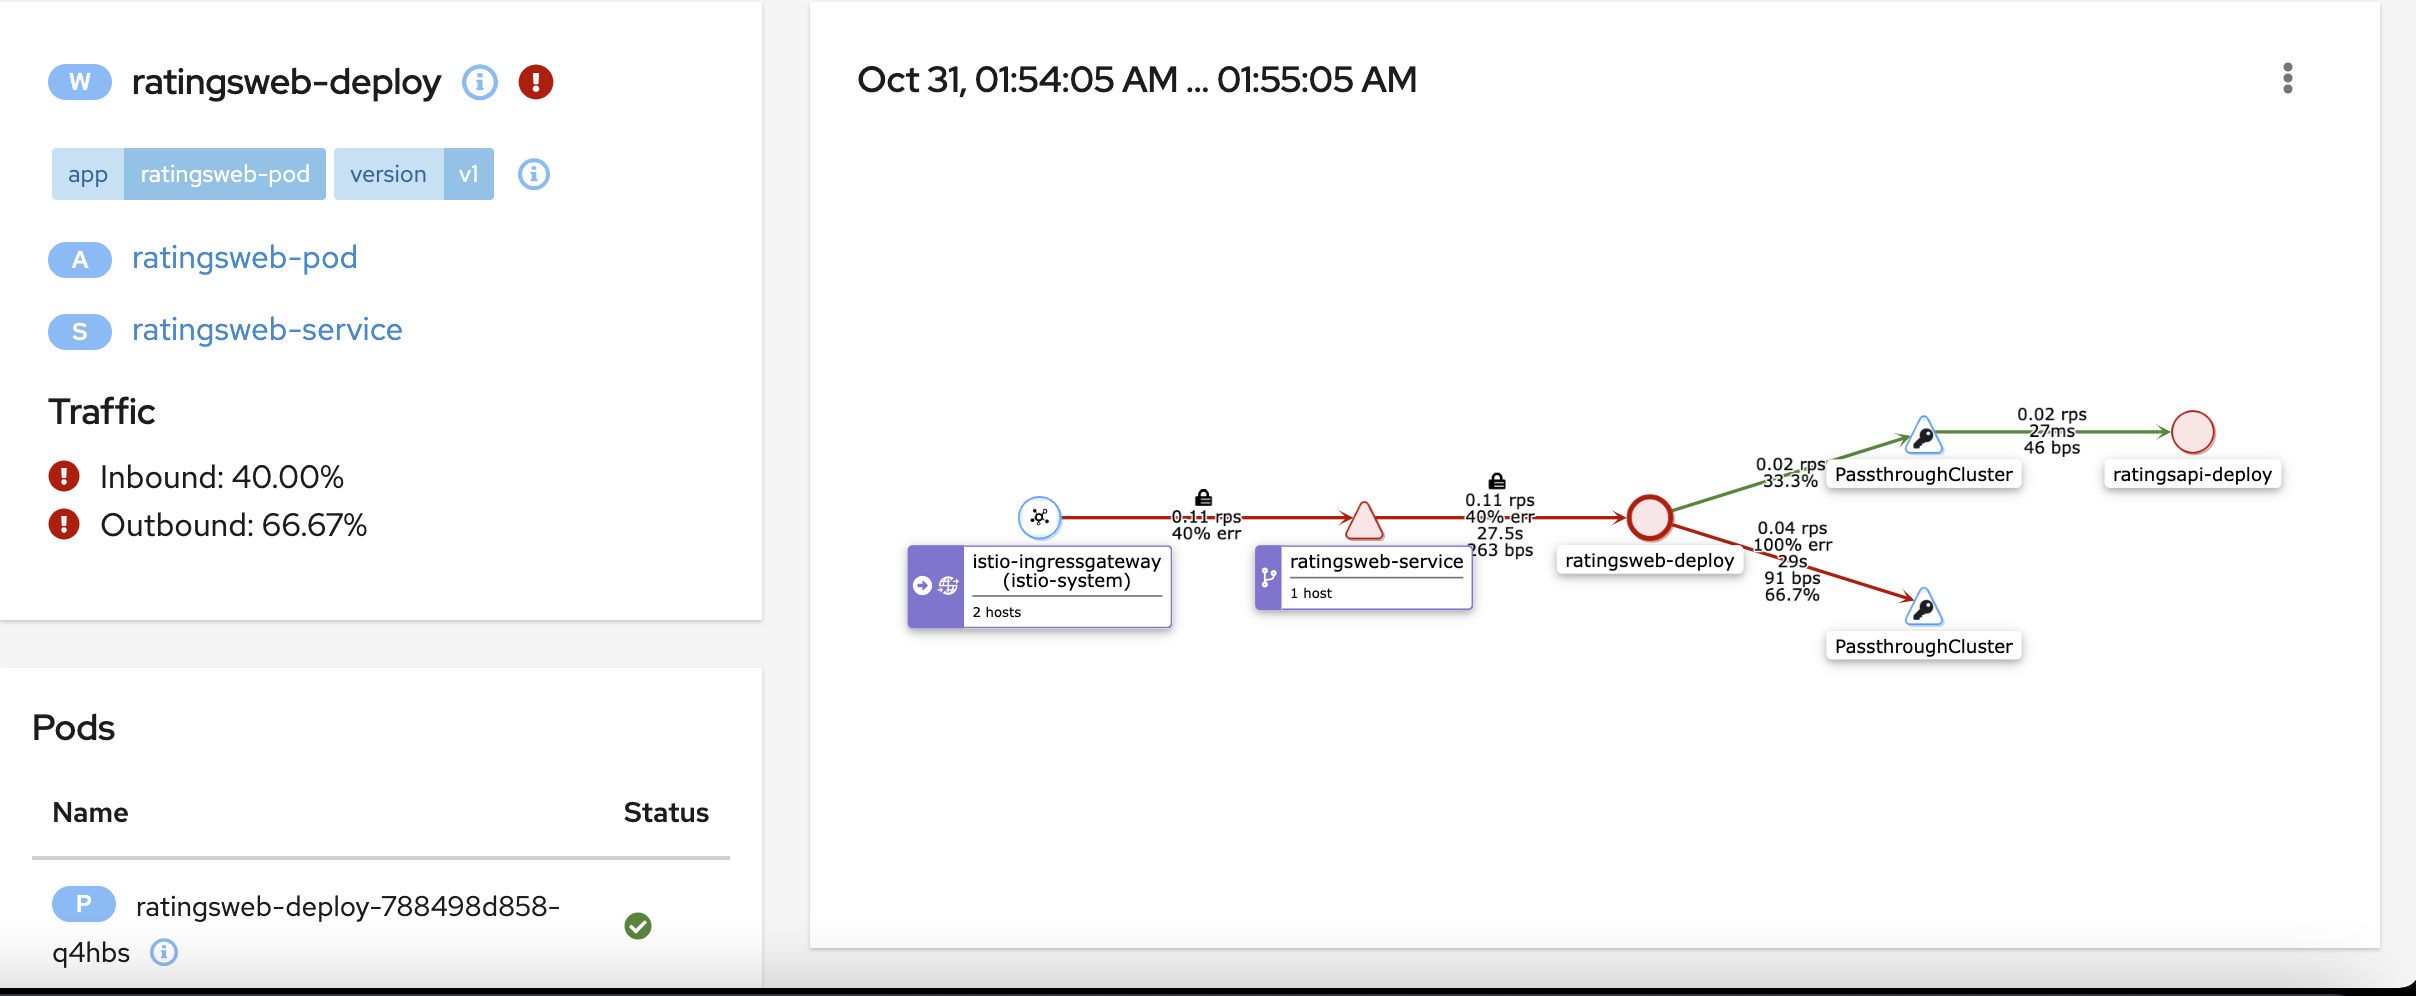 W ratingsweb-deploy
app ratingsweb-pod version v1
A ratingsweb-pod
S ratingsweb-service
Traffic
Inbound: 40.00%
Outbound: 66.67%
Pods
Name Status
P ratingsweb-deploy-788498d858-
q4hbs
Oct 31, 01:54:05 AM ... 01:55:05 AM
istio-ingressgateway
(istio-system)
2 hosts
0.11 rps
40% err
ratingsweb-service
1 host
0.11 rps
40% err
27.5s
263 bps
ratingsweb-deploy
0.02 rps
33.3%
PassthroughCluster
0.02 rps
27ms
46 bps
ratingsapi-deploy
0.04 rps
100% err
29s
91 bps
66.7%
PassthroughCluster